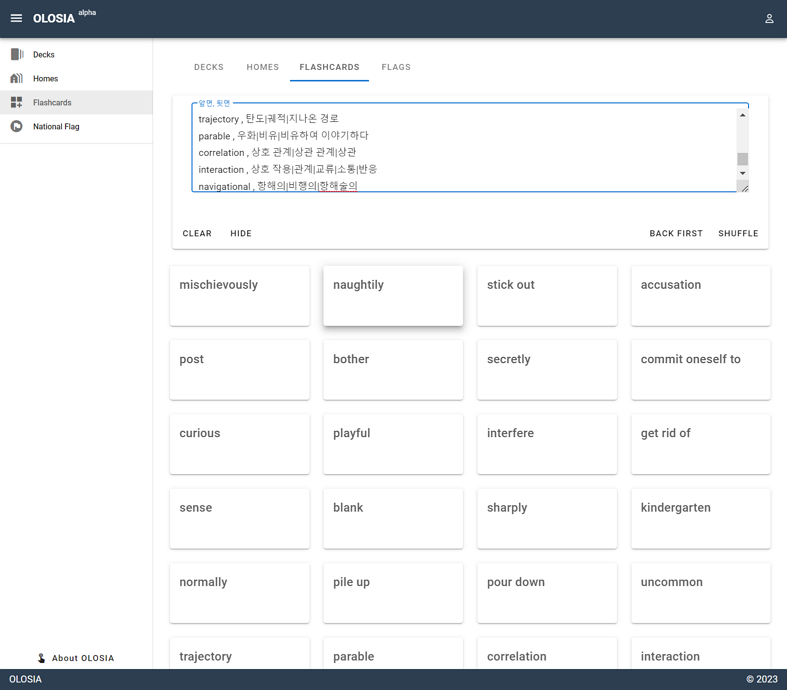 OLOSIA alpha
Decks
Homes
Flashcards
National Flag
DECKS HOMES FLASHCARDS FLAGS
앞면, 뒷면
trajectory , 탄도|궤적|지나온 경로
parable , 우화|비유|비유하여 이야기하다
correlation , 상호 관계|상관 관계|상관
interaction , 상호 작용|관계|교류|소통|반응
navigational , 항해의|비행의|항해술의
CLEAR HIDE BACK FIRST SHUFFLE
mischievously naughtily stick out accusation
post bother secretly commit oneself to
curious playful interfere get rid of
sense blank sharply kindergarten
normally pile up pour down uncommon
trajectory parable correlation interaction
About OLOSIA
OLOSIA © 2023